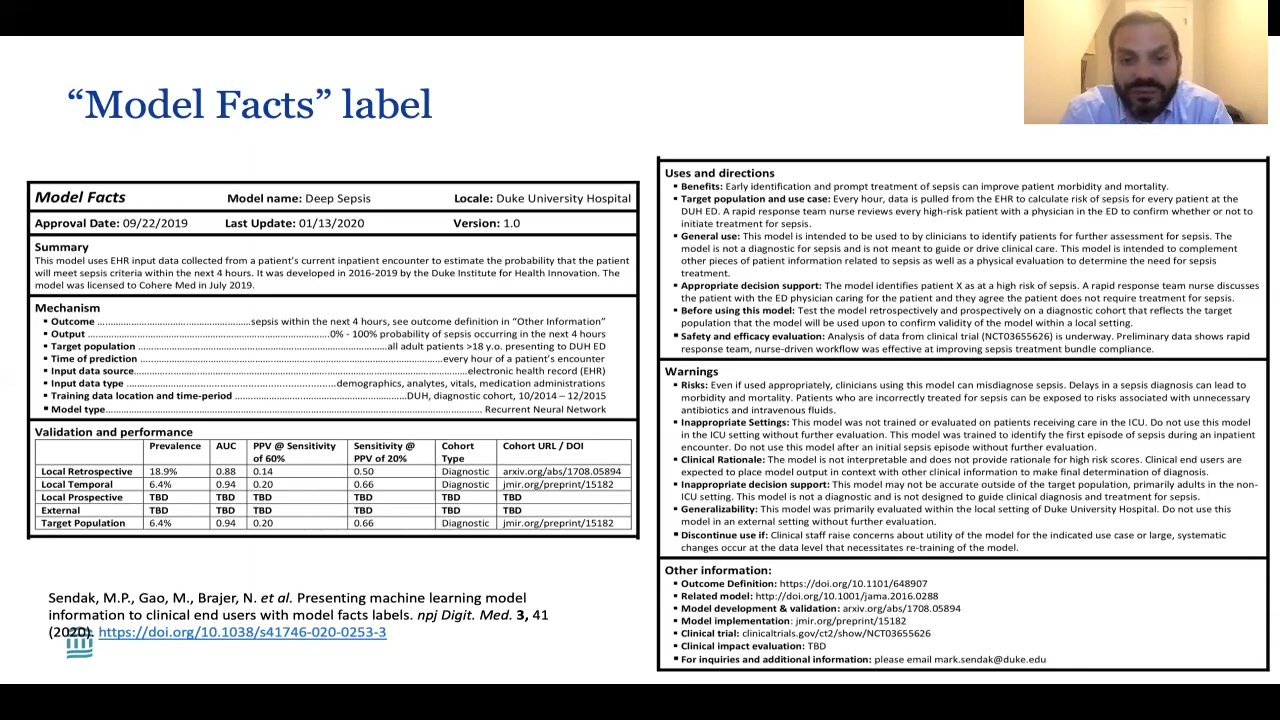 “Model Facts” label
Model Facts Model name: Deep Sepsis Locale: Duke University Hospital
Approval Date: 09/22/2019 Last Update: 01/13/2020 Version: 1.0
Summary
This model uses EHR input data collected from a patient’s current inpatient encounter to estimate the probability that the patient
will meet sepsis criteria within the next 4 hours. It was developed in 2016-2019 by the Duke Institute for Health Innovation. The
model was licensed to Cohere Med in July 2019.
Mechanism
▪ Outcome ................................................sepsis within the next 4 hours, see outcome definition in “Other Information”
▪ Output ................................................................0% - 100% probability of sepsis occurring in the next 4 hours
▪ Target population ................................................................all adult patients >18 y.o. presenting to DUH ED
▪ Time of prediction ................................................................every hour of a patient’s encounter
▪ Input data source................................................................electronic health record (EHR)
▪ Input data type ................................................demographics, analytes, vitals, medication administrations
▪ Training data location and time-period ................................................DUH, diagnostic cohort, 10/2014 – 12/2015
▪ Model type................................................................ Recurrent Neural Network
Validation and performance
Prevalence AUC PPV @ Sensitivity of 60% Sensitivity @ PPV of 20% Cohort Type Cohort URL / DOI
Local Retrospective 18.9% 0.88 0.14 0.50 Diagnostic arxiv.org/abs/1708.05894
Local Temporal 6.4% 0.94 0.20 0.66 Diagnostic jmir.org/preprint/15182
Local Prospective TBD TBD TBD TBD TBD TBD
External TBD TBD TBD TBD TBD TBD
Target Population 6.4% 0.94 0.20 0.66 Diagnostic jmir.org/preprint/15182
Sendak, M.P., Gao, M., Brajer, N. et al. Presenting machine learning model
information to clinical end users with model facts labels. npj Digit. Med. 3, 41
(2020). https://doi.org/10.1038/s41746-020-0253-3
Uses and directions
▪ Benefits: Early identification and prompt treatment of sepsis can improve patient morbidity and mortality.
▪ Target population and use case: Every hour, data is pulled from the EHR to calculate risk of sepsis for every patient at the
DUH ED. A rapid response team nurse reviews every high-risk patient with a physician in the ED to confirm whether or not to
initiate treatment for sepsis.
▪ General use: This model is intended to be used to by clinicians to identify patients for further assessment for sepsis. The
model is not a diagnostic for sepsis and is not meant to guide or drive clinical care. This model is intended to complement
other pieces of patient information related to sepsis as well as a physical evaluation to determine the need for sepsis
treatment.
▪ Appropriate decision support: The model identifies patient X as at a high risk of sepsis. A rapid response team nurse discusses
the patient with the ED physician caring for the patient and they agree the patient does not require treatment for sepsis.
▪ Before using this model: Test the model retrospectively and prospectively on a diagnostic cohort that reflects the target
population that the model will be used upon to confirm validity of the model within a local setting.
▪ Safety and efficacy evaluation: Analysis of data from clinical trial (NCT03655626) is underway. Preliminary data shows rapid
response team, nurse-driven workflow was effective at improving sepsis treatment bundle compliance.
Warnings
▪ Risks: Even if used appropriately, clinicians using this model can misdiagnose sepsis. Delays in a sepsis diagnosis can lead to
morbidity and mortality. Patients who are incorrectly treated for sepsis can be exposed to risks associated with unnecessary
antibiotics and intravenous fluids.
▪ Inappropriate Settings: This model was not trained or evaluated on patients receiving care in the ICU. Do not use this model
in the ICU setting without further evaluation. This model was trained to identify the first episode of sepsis during an inpatient
encounter. Do not use this model after an initial sepsis episode without further evaluation.
▪ Clinical Rationale: The model is not interpretable and does not provide rationale for high risk scores. Clinical end users are
expected to place model output in context with other clinical information to make final determination of diagnosis.
▪ Inappropriate decision support: This model may not be accurate outside of the target population, primarily adults in the non-
ICU setting. This model is not a diagnostic and is not designed to guide clinical diagnosis and treatment for sepsis.
▪ Generalizability: This model was primarily evaluated within the local setting of Duke University Hospital. Do not use this
model in an external setting without further evaluation.
▪ Discontinue use if: Clinical staff raise concerns about utility of the model for the indicated use case or large, systematic
changes occur at the data level that necessitates re-training of the model.
Other information:
▪ Outcome Definition: https://doi.org/10.1101/648907
▪ Related model: http://doi.org/10.1001/jama.2016.0288
▪ Model development & validation: arxiv.org/abs/1708.05894
▪ Model implementation: jmir.org/preprint/15182
▪ Clinical trial: clinicaltrials.gov/ct2/show/NCT03655626
▪ Clinical impact evaluation: TBD
▪ For inquiries and additional information: please email mark.sendak@duke.edu